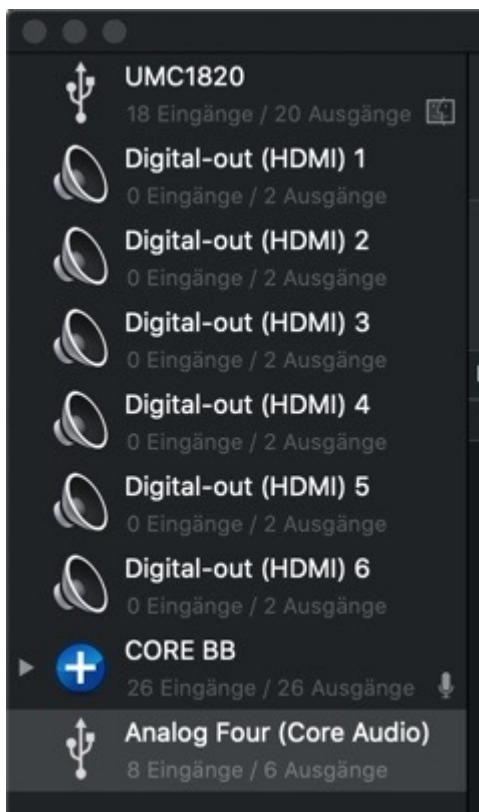 UMC1820
18 Eingänge / 20 Ausgänge
Digital-out (HDMI) 1
0 Eingänge / 2 Ausgänge
Digital-out (HDMI) 2
0 Eingänge / 2 Ausgänge
Digital-out (HDMI) 3
0 Eingänge / 2 Ausgänge
Digital-out (HDMI) 4
0 Eingänge / 2 Ausgänge
Digital-out (HDMI) 5
0 Eingänge / 2 Ausgänge
Digital-out (HDMI) 6
0 Eingänge / 2 Ausgänge
CORE BB
26 Eingänge / 26 Ausgänge
Analog Four (Core Audio)
8 Eingänge / 6 Ausgänge